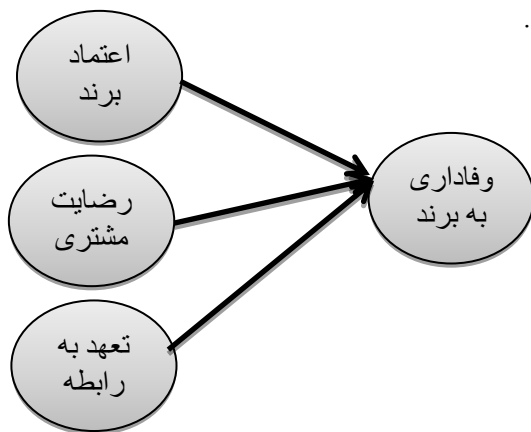 اعتماد
برند
رضایت
مشتری
تعهد به
رابطه
وفاداری
به برند
.